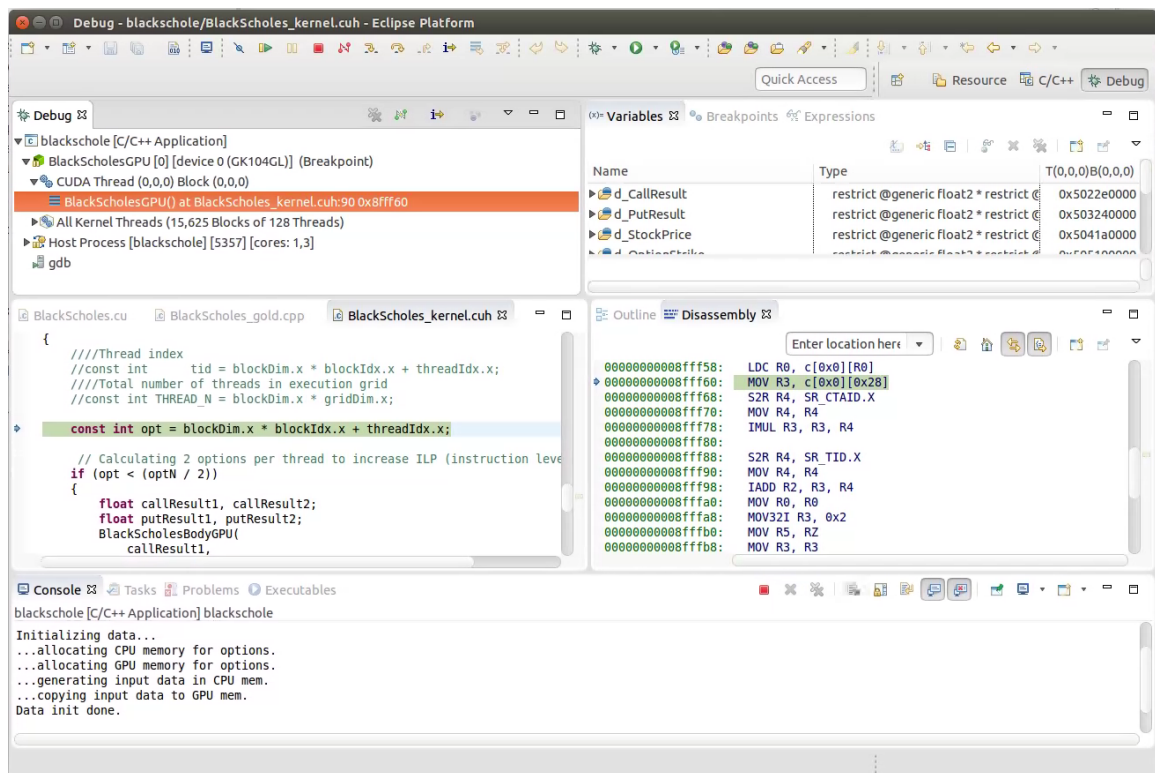 Debug - blackschole/BlackScholes_kernel.cuh - Eclipse Platform
Quick Access
Resource C/C++ Debug
Debug
blackschole [C/C++ Application]
BlackScholesGPU [0] [device 0 (GK104GL)] (Breakpoint)
CUDA Thread (0,0,0) Block (0,0,0)
BlackScholesGPU() at BlackScholes_kernel.cuh:90 0x8fff60
All Kernel Threads (15,625 Blocks of 128 Threads)
Host Process [blackschole] [5357] [cores: 1,3]
gdb
(x)= Variables Breakpoints Expressions
Name Type T(0,0,0)B(0,0,0)
d_CallResult restrict @generic float2 * restrict @ 0x5022e0000
d_PutResult restrict @generic float2 * restrict @ 0x503240000
d_StockPrice restrict @generic float2 * restrict @ 0x5041a0000
d_OptionStrike restrict @generic float2 * restrict @ 0x505100000
BlackScholes.cu BlackScholes_gold.cpp BlackScholes_kernel.cuh
{
////Thread index
//const int      tid = blockDim.x * blockIdx.x + threadIdx.x;
////Total number of threads in execution grid
//const int THREAD_N = blockDim.x * gridDim.x;
const int opt = blockDim.x * blockIdx.x + threadIdx.x;
// Calculating 2 options per thread to increase ILP (instruction leve
if (opt < (optN / 2))
{
float callResult1, callResult2;
float putResult1, putResult2;
BlackScholesBodyGPU(
callResult1,
Outline Disassembly
Enter location here
00000000008fff58: LDC R0, c[0x0][R0]
00000000008fff60: MOV R3, c[0x0][0x28]
00000000008fff68: S2R R4, SR_CTAID.X
00000000008fff70: MOV R4, R4
00000000008fff78: IMUL R3, R3, R4
00000000008fff80:
00000000008fff88: S2R R4, SR_TID.X
00000000008fff90: MOV R4, R4
00000000008fff98: IADD R2, R3, R4
00000000008fffa0: MOV R0, R0
00000000008fffa8: MOV32I R3, 0x2
00000000008fffb0: MOV R5, RZ
00000000008fffb8: MOV R3, R3
Console Tasks Problems Executables
blackschole [C/C++ Application] blackschole
Initializing data...
...allocating CPU memory for options.
...allocating GPU memory for options.
...generating input data in CPU mem.
...copying input data to GPU mem.
Data init done.